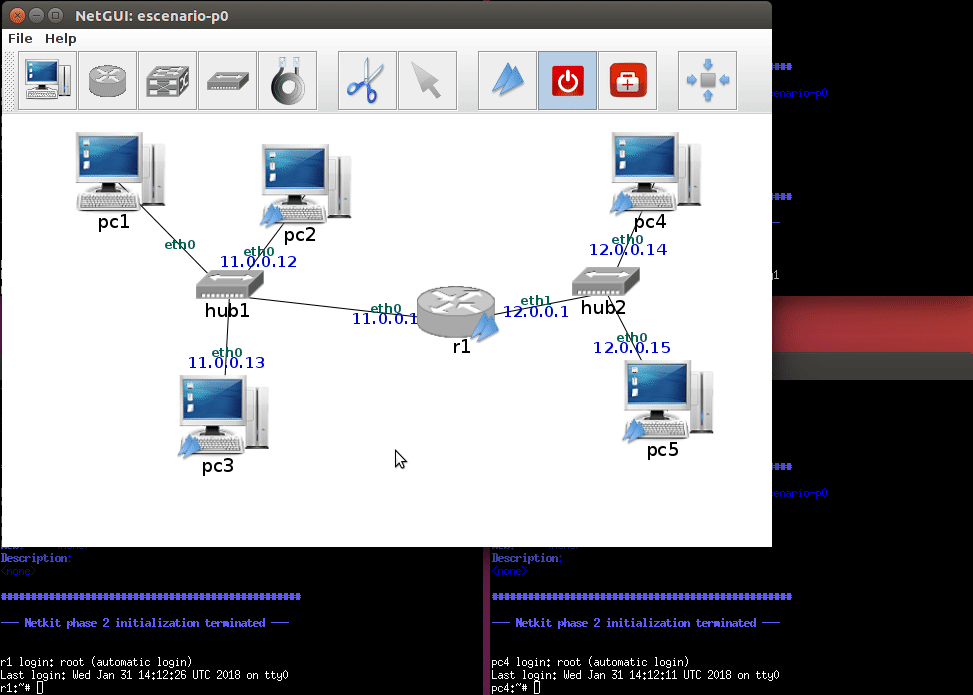 NetGUI: escenario-p0
File Help
enario-p0
pc1
pc2
pc4
eth0
eth0
11.0.0.12
eth0
12.0.0.14
hub1
hub2
eth0
11.0.0.1
eth1
12.0.0.1
r1
eth0
11.0.0.13
eth0
12.0.0.15
pc3
pc5
enario-p0
Description:
<none>
Description:
<none>
--- Netkit phase 2 initialization terminated ---
--- Netkit phase 2 initialization terminated ---
r1 login: root (automatic login)
Last login: Wed Jan 31 14:12:26 UTC 2018 on tty0
r1:~#
pc4 login: root (automatic login)
Last login: Wed Jan 31 14:12:11 UTC 2018 on tty0
pc4:~#